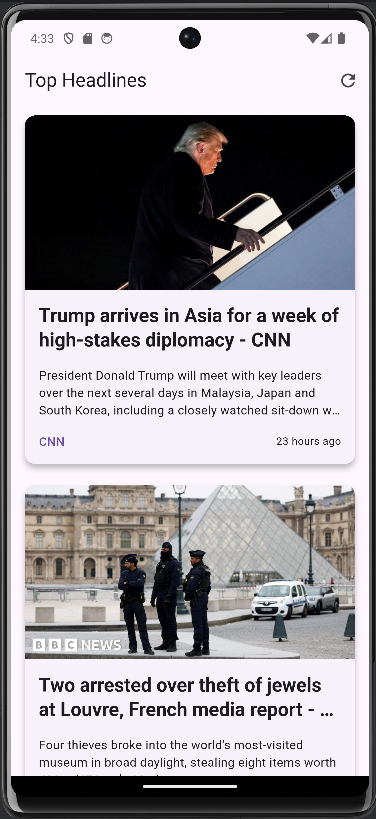 4:33
Top Headlines
Trump arrives in Asia for a week of
high-stakes diplomacy - CNN
President Donald Trump will meet with key leaders
over the next several days in Malaysia, Japan and
South Korea, including a closely watched sit-down w…
CNN
23 hours ago
BBC NEWS
Two arrested over theft of jewels
at Louvre, French media report - …
Four thieves broke into the world's most-visited
museum in broad daylight, stealing eight items worth